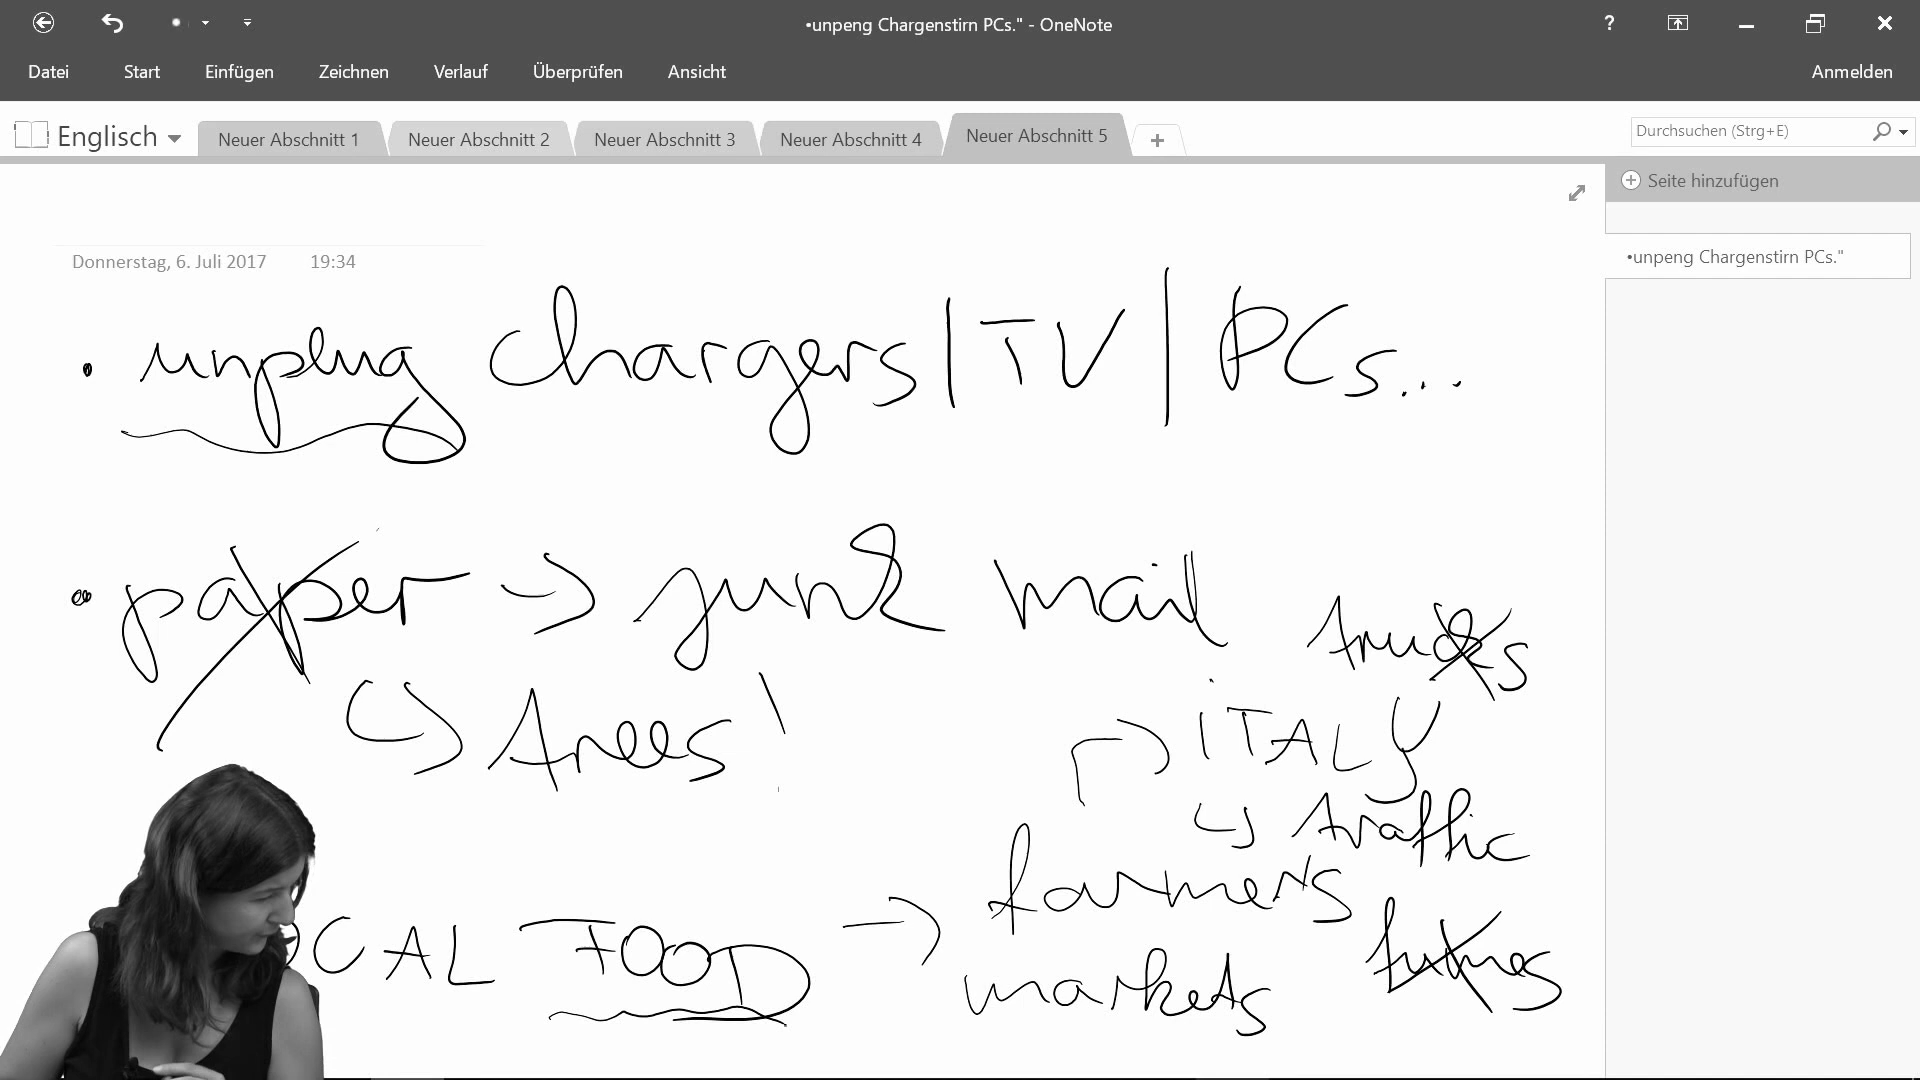 •unpeng Chargenstirn PCs." - OneNote
?
Datei Start Einfügen Zeichnen Verlauf Überprüfen Ansicht Anmelden
Englisch Neuer Abschnitt 1 Neuer Abschnitt 2 Neuer Abschnitt 3 Neuer Abschnitt 4 Neuer Abschnitt 5 + Durchsuchen (Strg+E)
Seite hinzufügen
•unpeng Chargenstirn PCs."
Donnerstag, 6. Juli 2017 19:34
• unplug chargers | TV | PCs...
• paper → junk mail
trucks
↳ trees!
↱ iTALY
↳ traffic
OCAL FOOD → farmers
markets
fumes